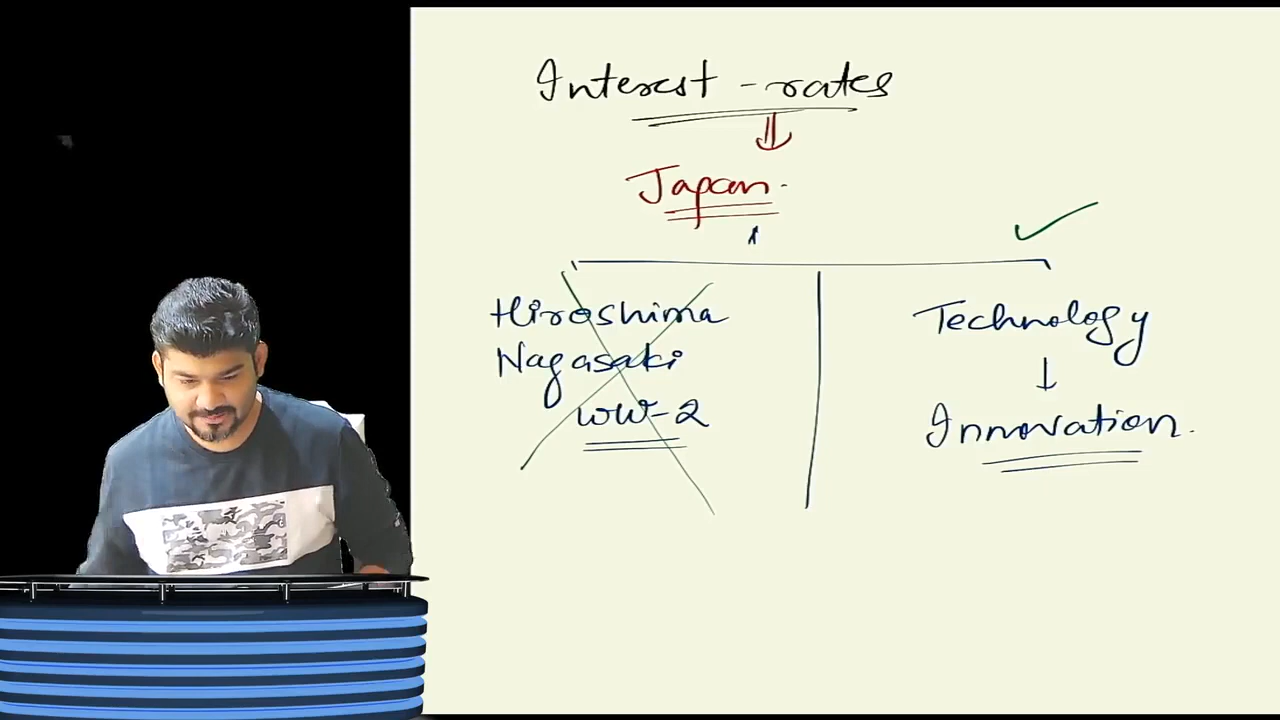 Interest-rates
Japan.
Hiroshima
Nagasaki
WW-2
Technology
Innovation.